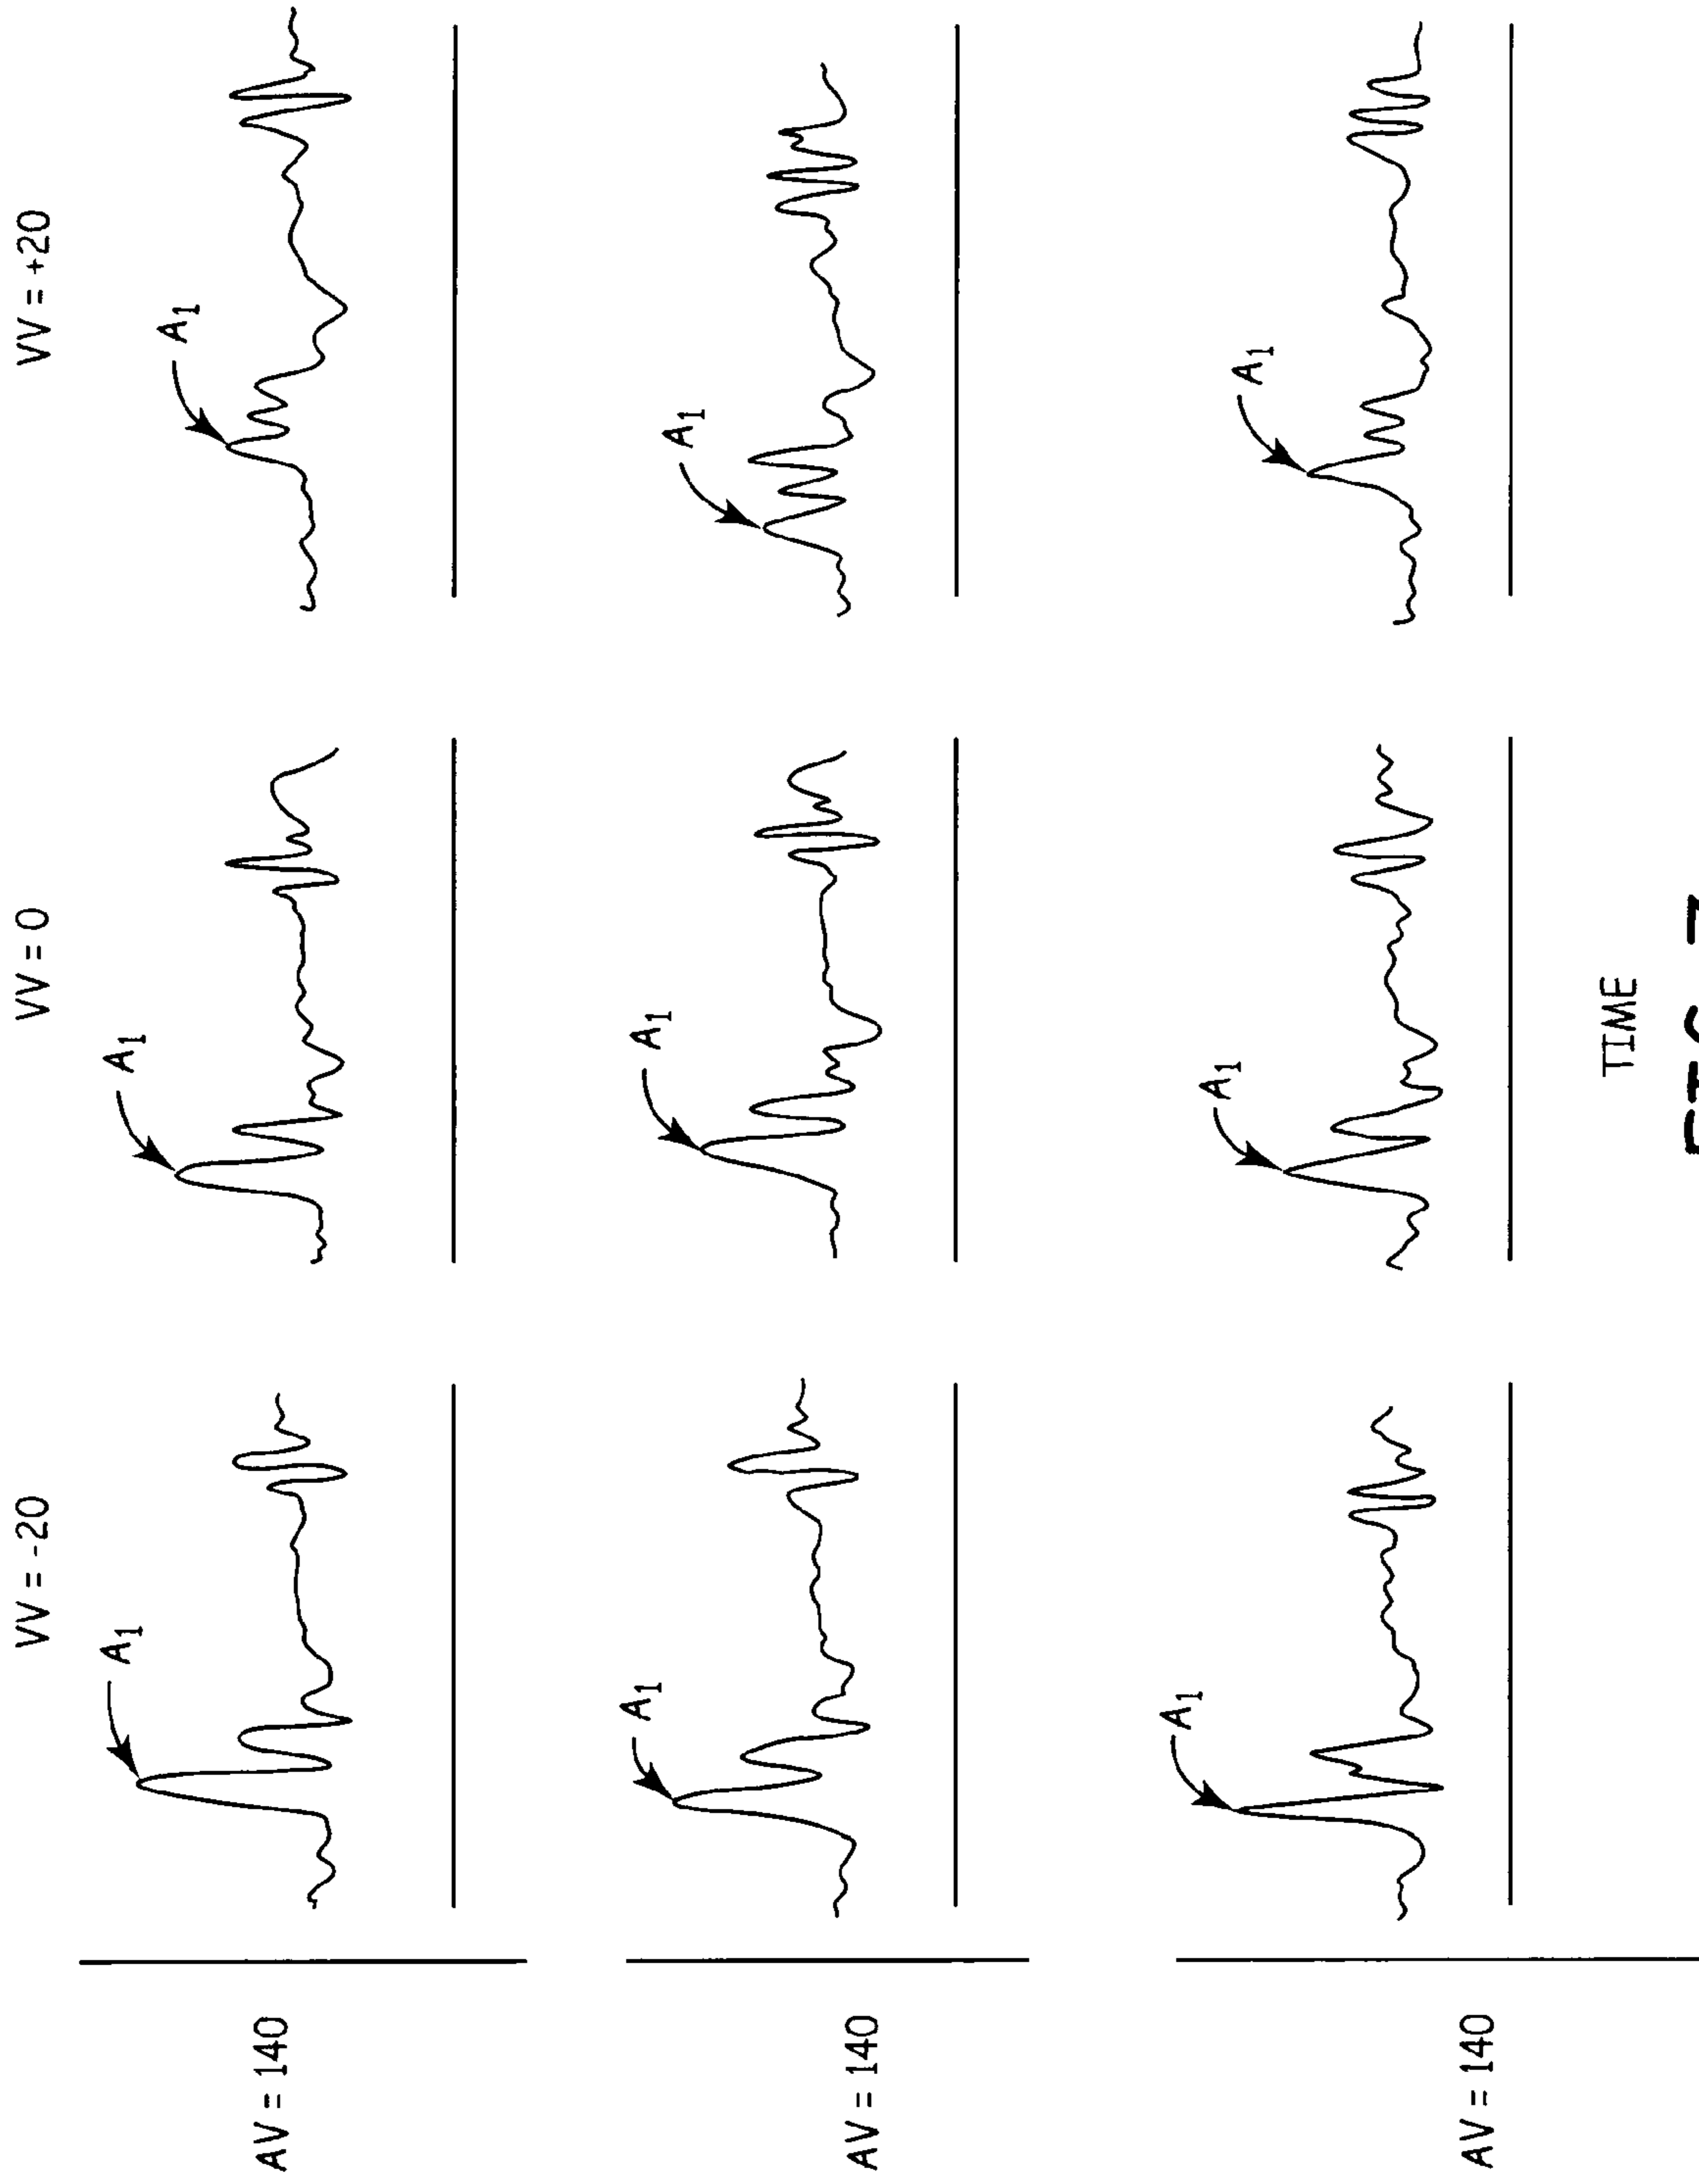 VV = -20 VV = 0 VV = +20
A1 A1 A1
AV = 140
A1 A1 A1
AV = 140
A1 A1 A1
AV = 140
TIME